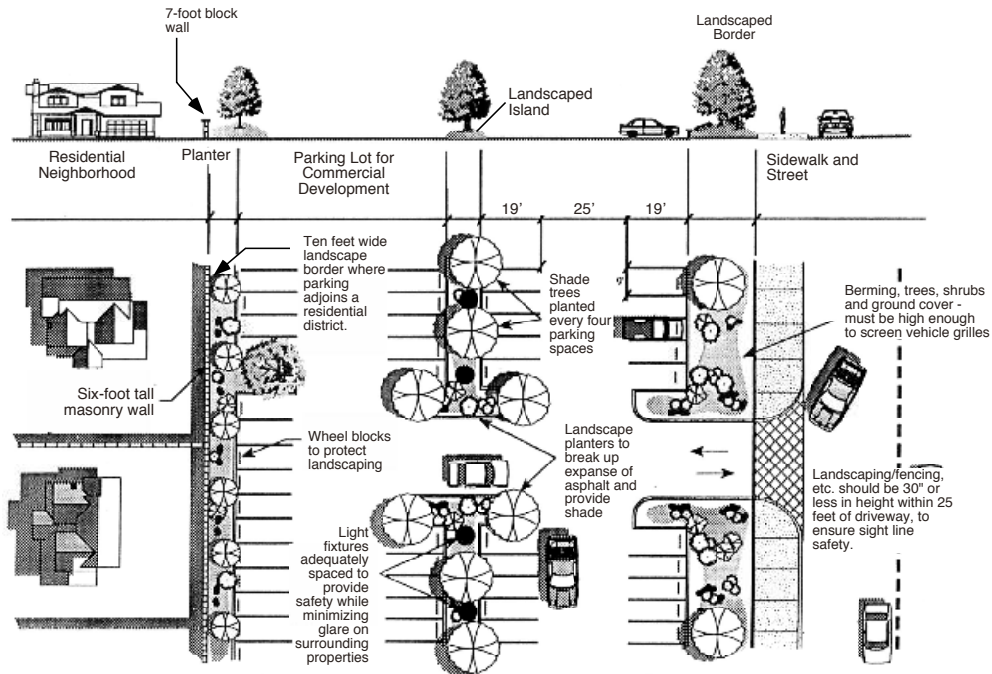 7-foot block
wall
Landscaped
Border
Landscaped
Island
Residential
Neighborhood
Planter
Parking Lot for
Commercial
Development
Sidewalk and
Street
19'
25'
19'
9'
Ten feet wide
landscape
border where
parking
adjoins a
residential
district.
Shade
trees
planted
every four
parking
spaces
Berming, trees, shrubs
and ground cover -
must be high enough
to screen vehicle grilles
Six-foot tall
masonry wall
Wheel blocks
to protect
landscaping
Landscape
planters to
break up
expanse of
asphalt and
provide
shade
Landscaping/fencing,
etc. should be 30" or
less in height within 25
feet of driveway, to
ensure sight line
safety.
Light
fixtures
adequately
spaced to
provide
safety while
minimizing
glare on
surrounding
properties